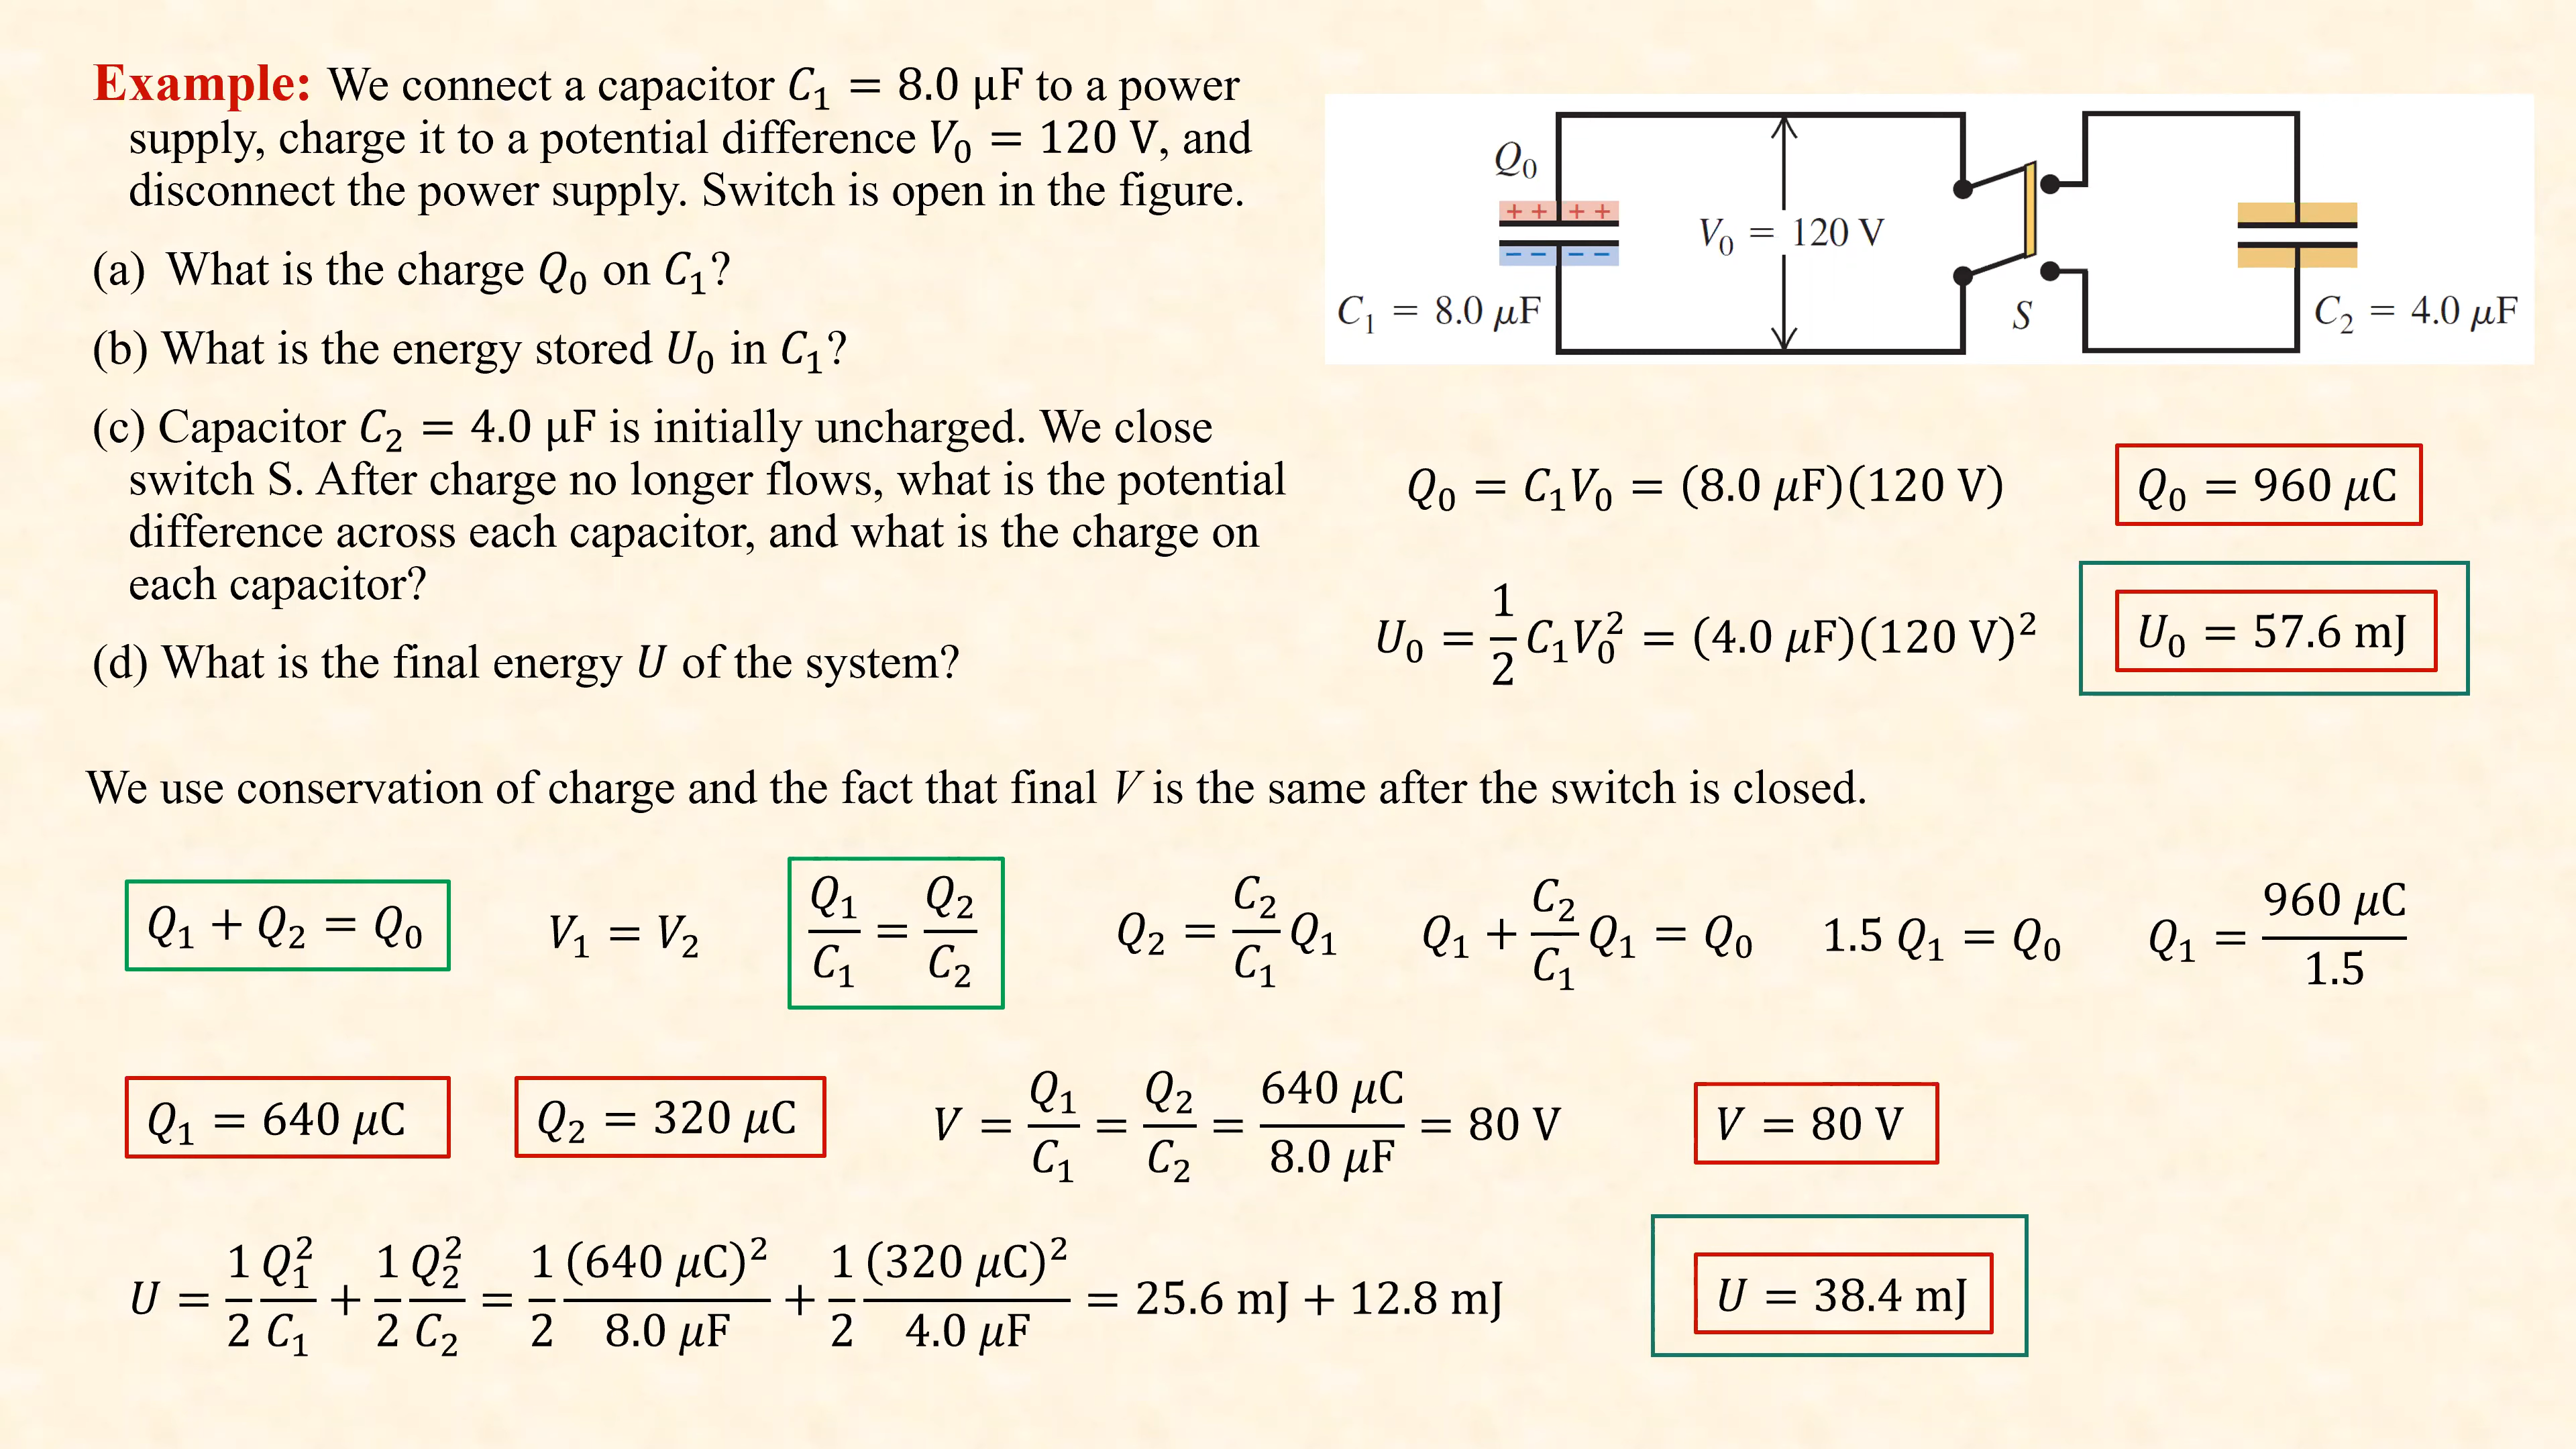 Example: We connect a capacitor C₁ = 8.0 μF to a power
supply, charge it to a potential difference V₀ = 120 V, and
disconnect the power supply. Switch is open in the figure.
(a) What is the charge Q₀ on C₁?
(b) What is the energy stored U₀ in C₁?
(c) Capacitor C₂ = 4.0 μF is initially uncharged. We close
switch S. After charge no longer flows, what is the potential
difference across each capacitor, and what is the charge on
each capacitor?
(d) What is the final energy U of the system?
Q₀
+ + + +
− − − −
V₀ = 120 V
C₁ = 8.0 μF
S
C₂ = 4.0 μF
Q₀ = C₁V₀ = (8.0 μF)(120 V)
Q₀ = 960 μC
U₀ = 1/2 C₁V₀² = (4.0 μF)(120 V)²
U₀ = 57.6 mJ
We use conservation of charge and the fact that final V is the same after the switch is closed.
Q₁ + Q₂ = Q₀
V₁ = V₂
Q₁/C₁ = Q₂/C₂
Q₂ = C₂/C₁ Q₁
Q₁ + C₂/C₁ Q₁ = Q₀
1.5 Q₁ = Q₀
Q₁ = 960 μC/1.5
Q₁ = 640 μC
Q₂ = 320 μC
V = Q₁/C₁ = Q₂/C₂ = 640 μC/8.0 μF = 80 V
V = 80 V
U = 1/2 Q₁²/C₁ + 1/2 Q₂²/C₂ = 1/2 (640 μC)²/8.0 μF + 1/2 (320 μC)²/4.0 μF = 25.6 mJ + 12.8 mJ
U = 38.4 mJ